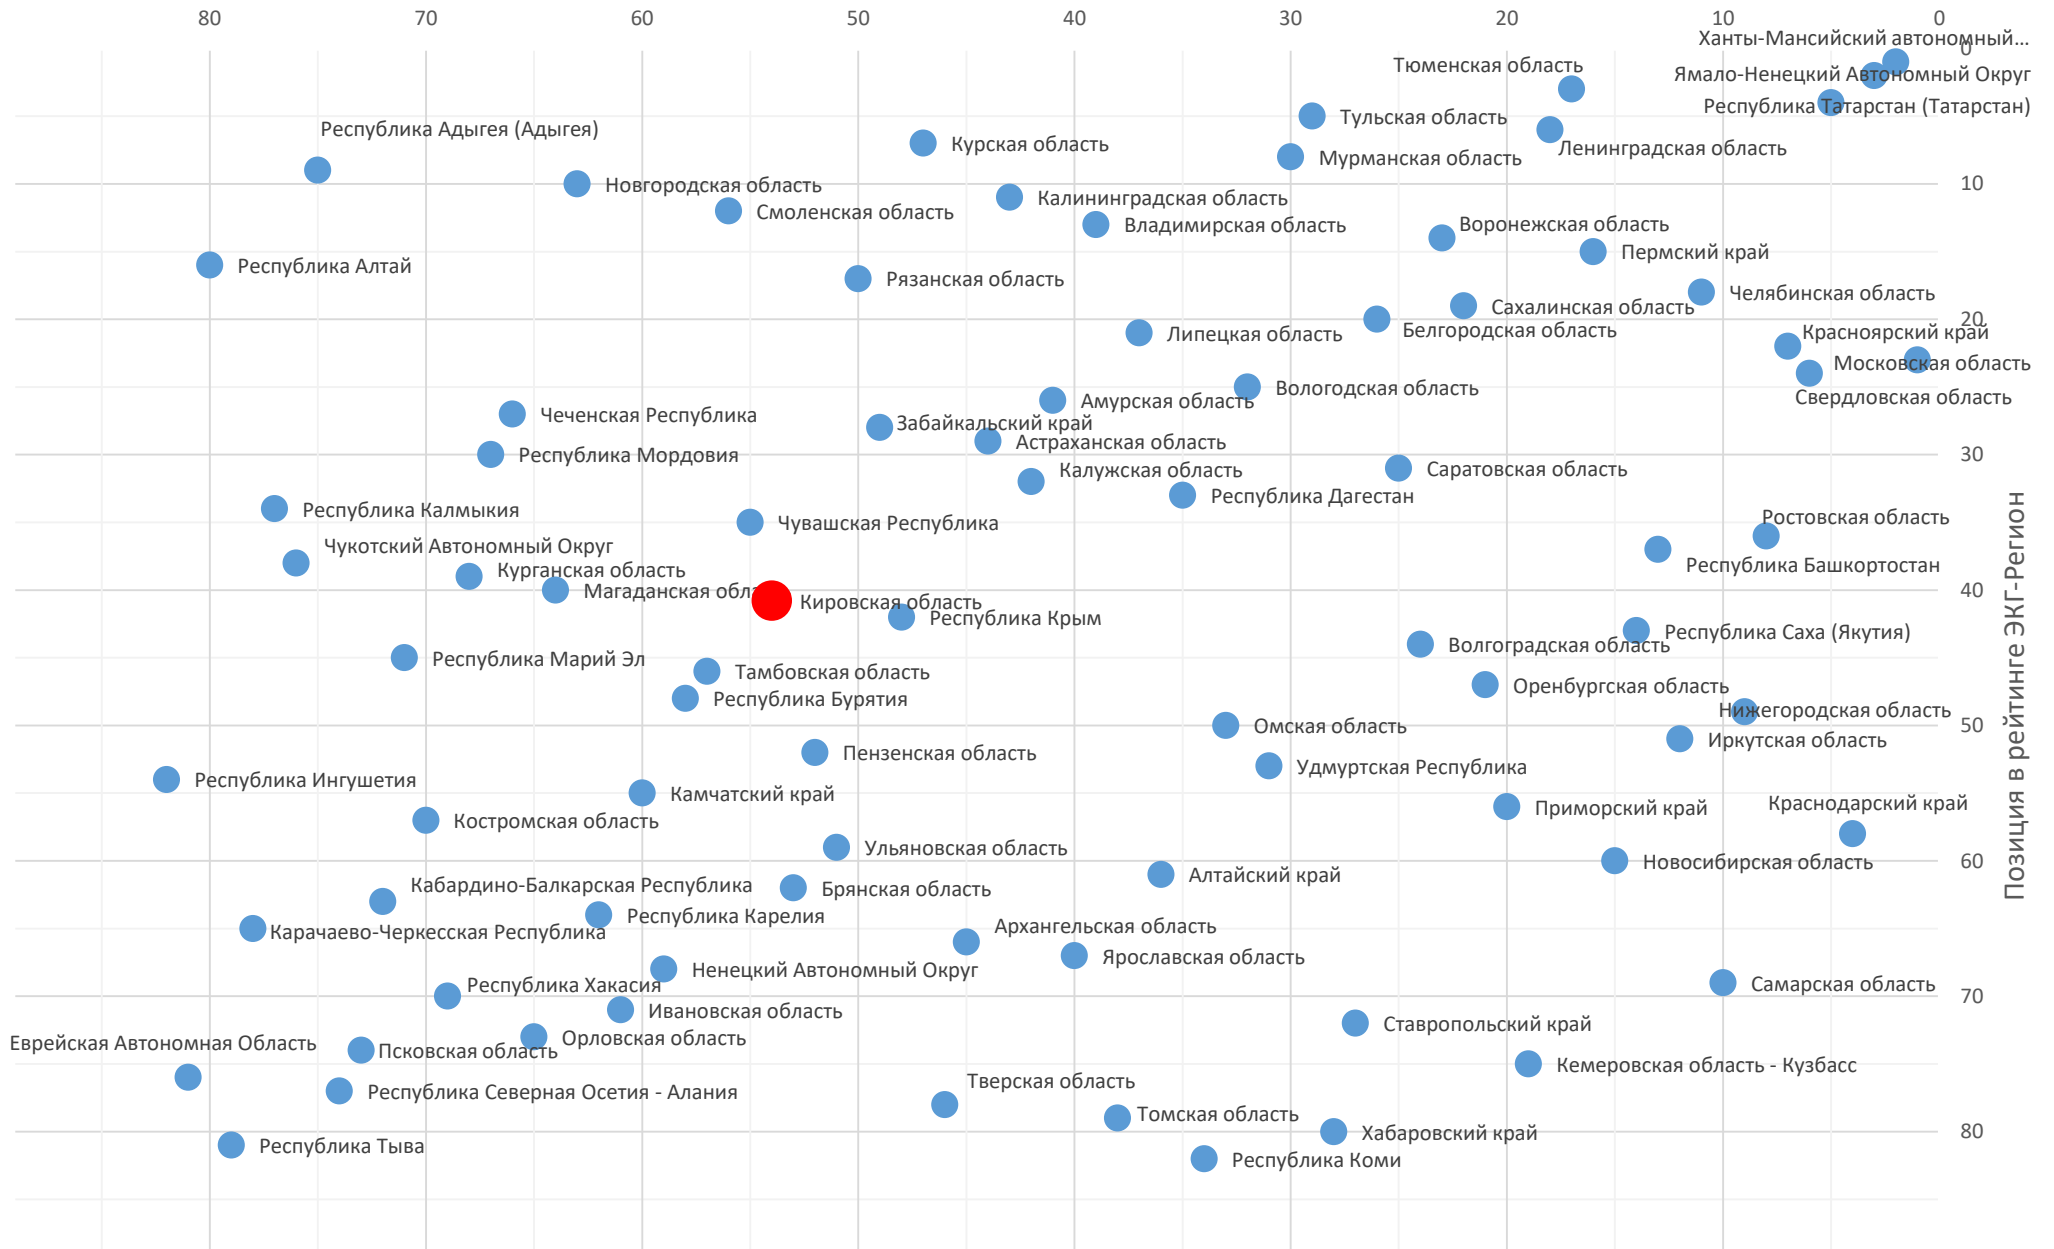 80 70 60 50 40 30 20 10 0
Ханты-Мансийский автономный...
0
Тюменская область
Ямало-Ненецкий Автономный Округ
Республика Татарстан (Татарстан)
Тульская область
Республика Адыгея (Адыгея)
Курская область
Ленинградская область
Мурманская область
10
Новгородская область
Калининградская область
Смоленская область
Владимирская область
Воронежская область
Пермский край
Республика Алтай
Рязанская область
Челябинская область
Сахалинская область
20
Белгородская область
Красноярский край
Липецкая область
Московская область
Вологодская область
Свердловская область
Амурская область
Чеченская Республика
Забайкальский край
Астраханская область
30
Республика Мордовия
Калужская область
Саратовская область
Республика Дагестан
Республика Калмыкия
Ростовская область
Чувашская Республика
Чукотский Автономный Округ
Республика Башкортостан
Курганская область
40
Магаданская обла
Кировская область
Республика Крым
Республика Саха (Якутия)
Волгоградская область
Республика Марий Эл
Тамбовская область
Оренбургская область
Республика Бурятия
Нижегородская область
50
Омская область
Иркутская область
Пензенская область
Удмуртская Республика
Республика Ингушетия
Камчатский край
Краснодарский край
Приморский край
Костромская область
Ульяновская область
60
Новосибирская область
Алтайский край
Кабардино-Балкарская Республика
Брянская область
Республика Карелия
Архангельская область
Карачаево-Черкесская Республика
Ярославская область
Ненецкий Автономный Округ
Республика Хакасия
Самарская область
70
Ивановская область
Ставропольский край
Орловская область
Еврейская Автономная Область
Псковская область
Кемеровская область - Кузбасс
Тверская область
Республика Северная Осетия - Алания
Томская область
80
Хабаровский край
Республика Тыва
Республика Коми
Позиция в рейтинге ЭКГ-Регион